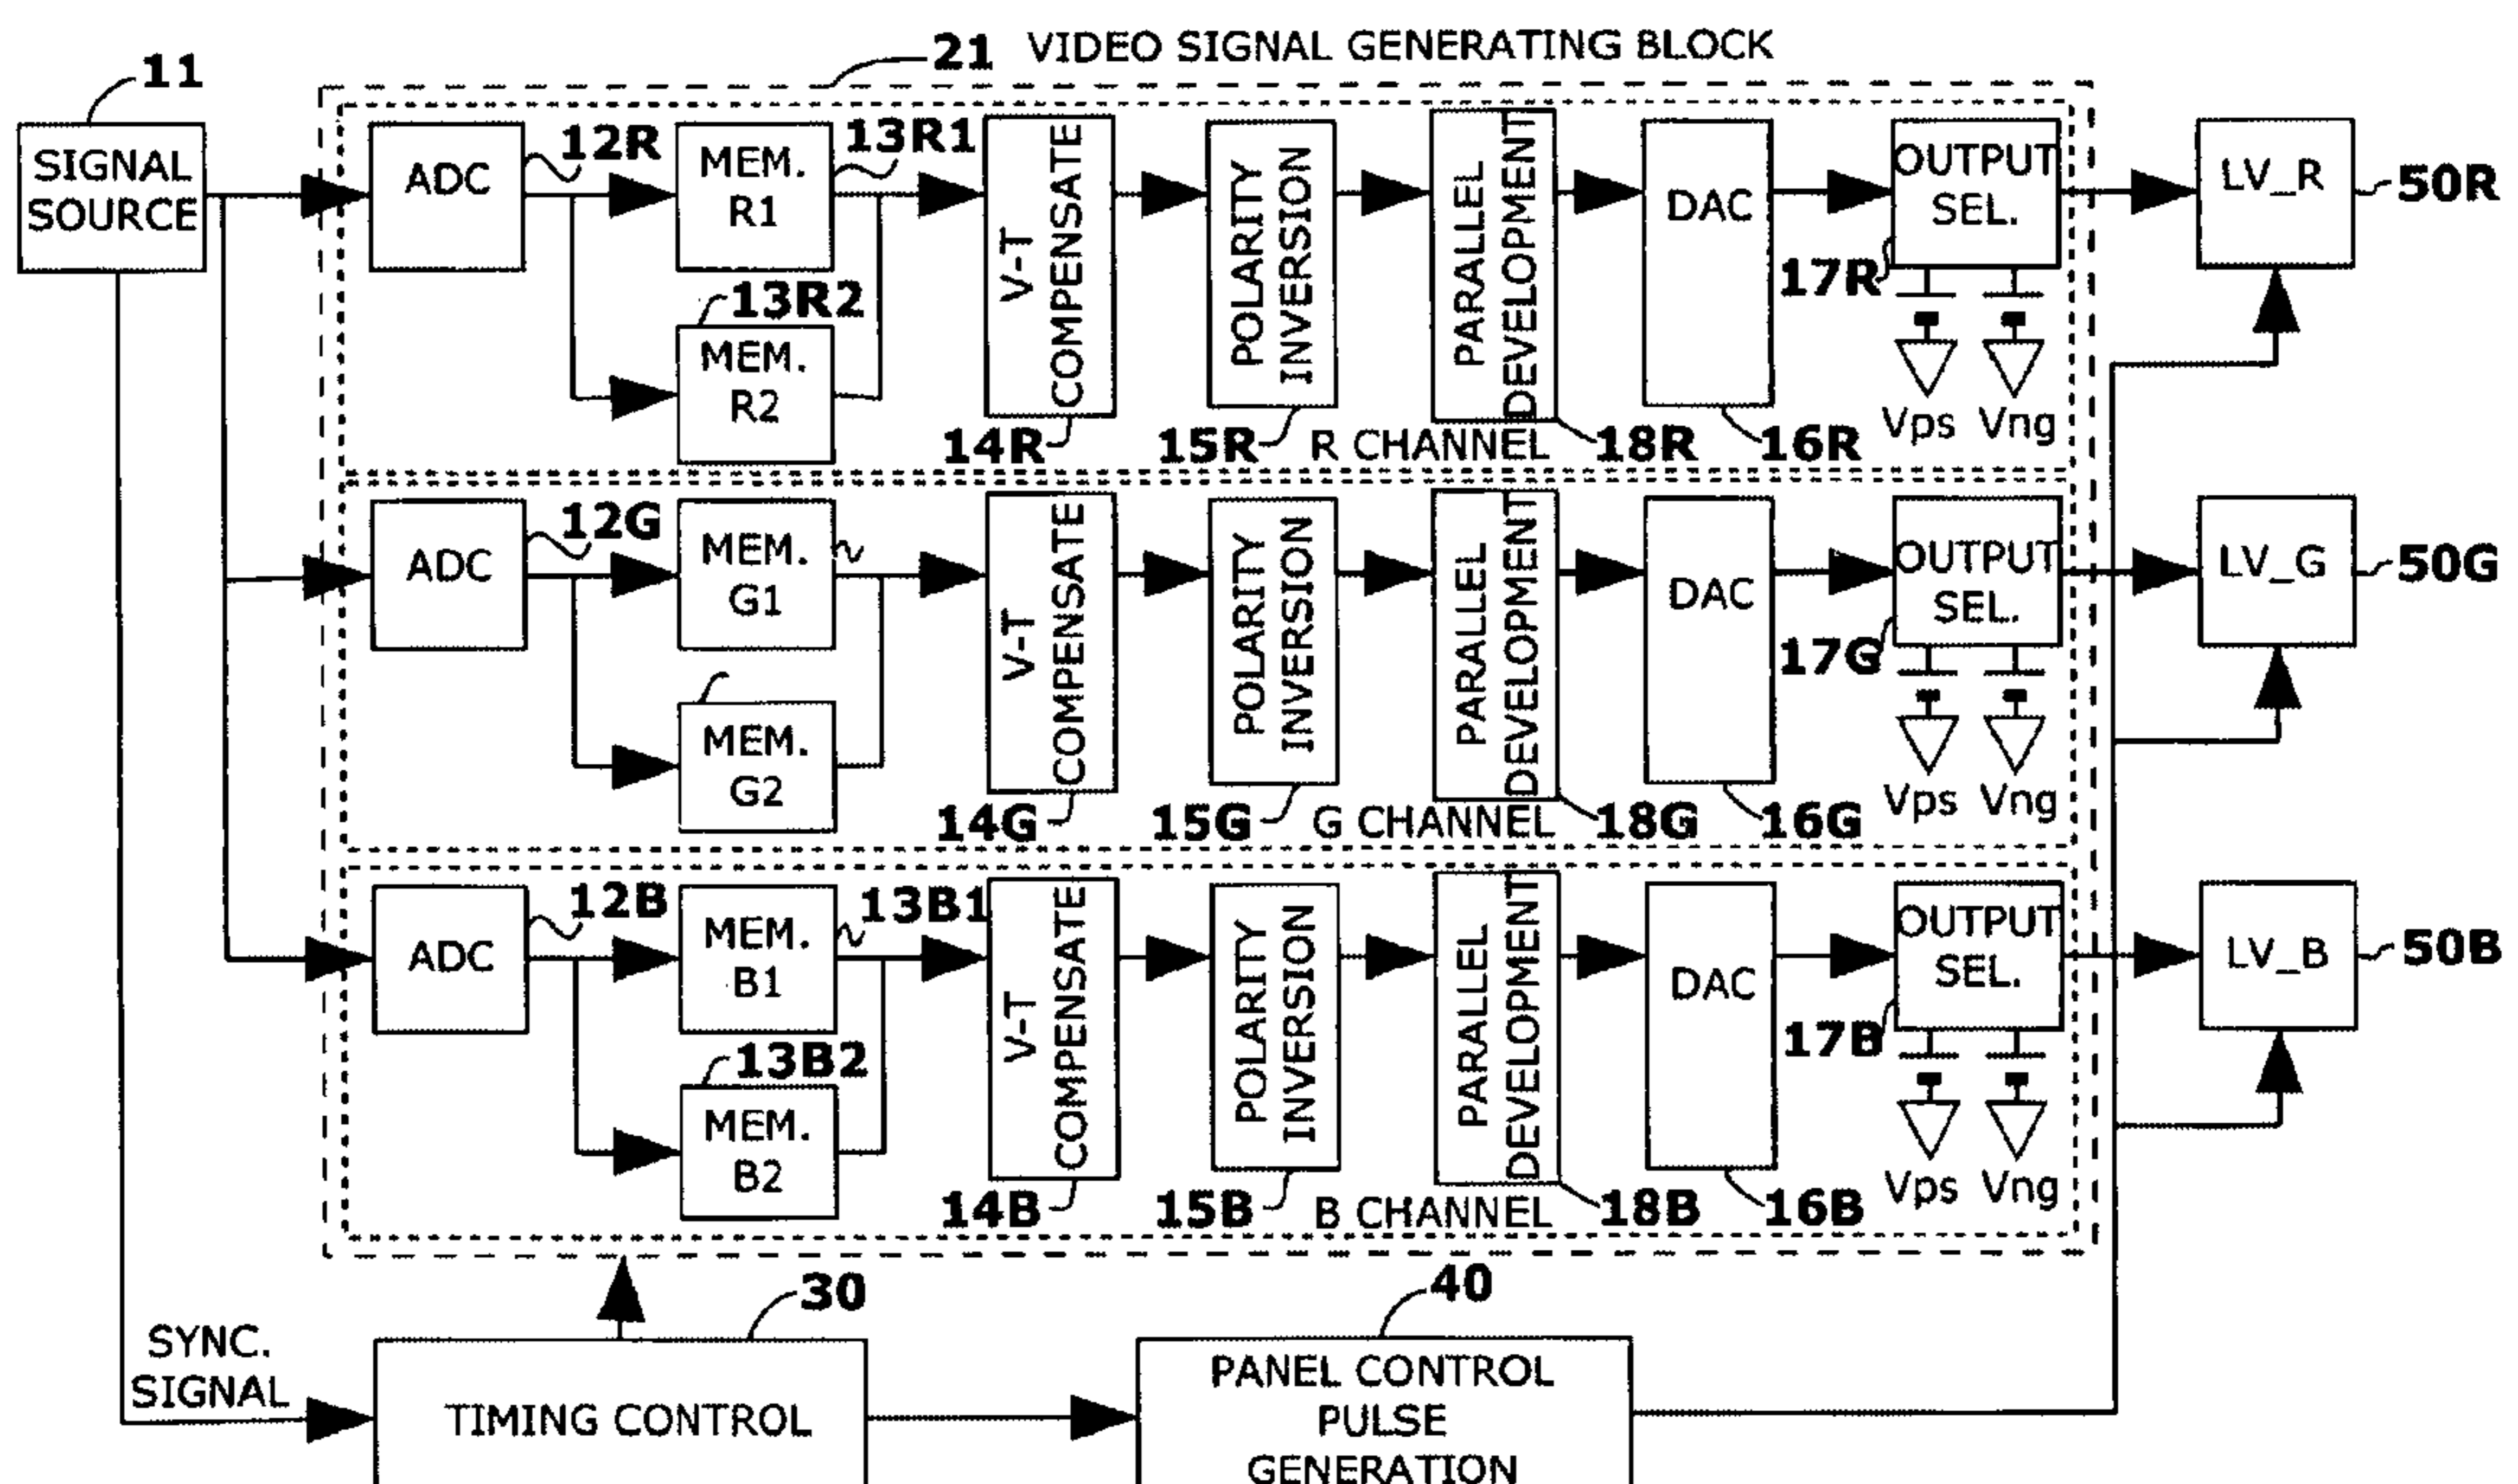 21 VIDEO SIGNAL GENERATING BLOCK
11
SIGNAL
SOURCE
ADC
12R
MEM.
R1
13R1
13R2
MEM.
R2
V-T
COMPENSATE
14R
POLARITY
INVERSION
15R
R CHANNEL
PARALLEL
DEVELOPMENT
18R
DAC
16R
OUTPUT
SEL.
17R
Vps Vng
LV_R
50R
ADC
12G
MEM.
G1
MEM.
G2
V-T
COMPENSATE
14G
POLARITY
INVERSION
15G
G CHANNEL
PARALLEL
DEVELOPMENT
18G
DAC
16G
OUTPUT
SEL.
17G
Vps Vng
LV_G
50G
ADC
12B
MEM.
B1
13B1
13B2
MEM.
B2
V-T
COMPENSATE
14B
POLARITY
INVERSION
15B
B CHANNEL
PARALLEL
DEVELOPMENT
18B
DAC
16B
OUTPUT
SEL.
17B
Vps Vng
LV_B
50B
SYNC.
SIGNAL
30
TIMING CONTROL
40
PANEL CONTROL
PULSE
GENERATION